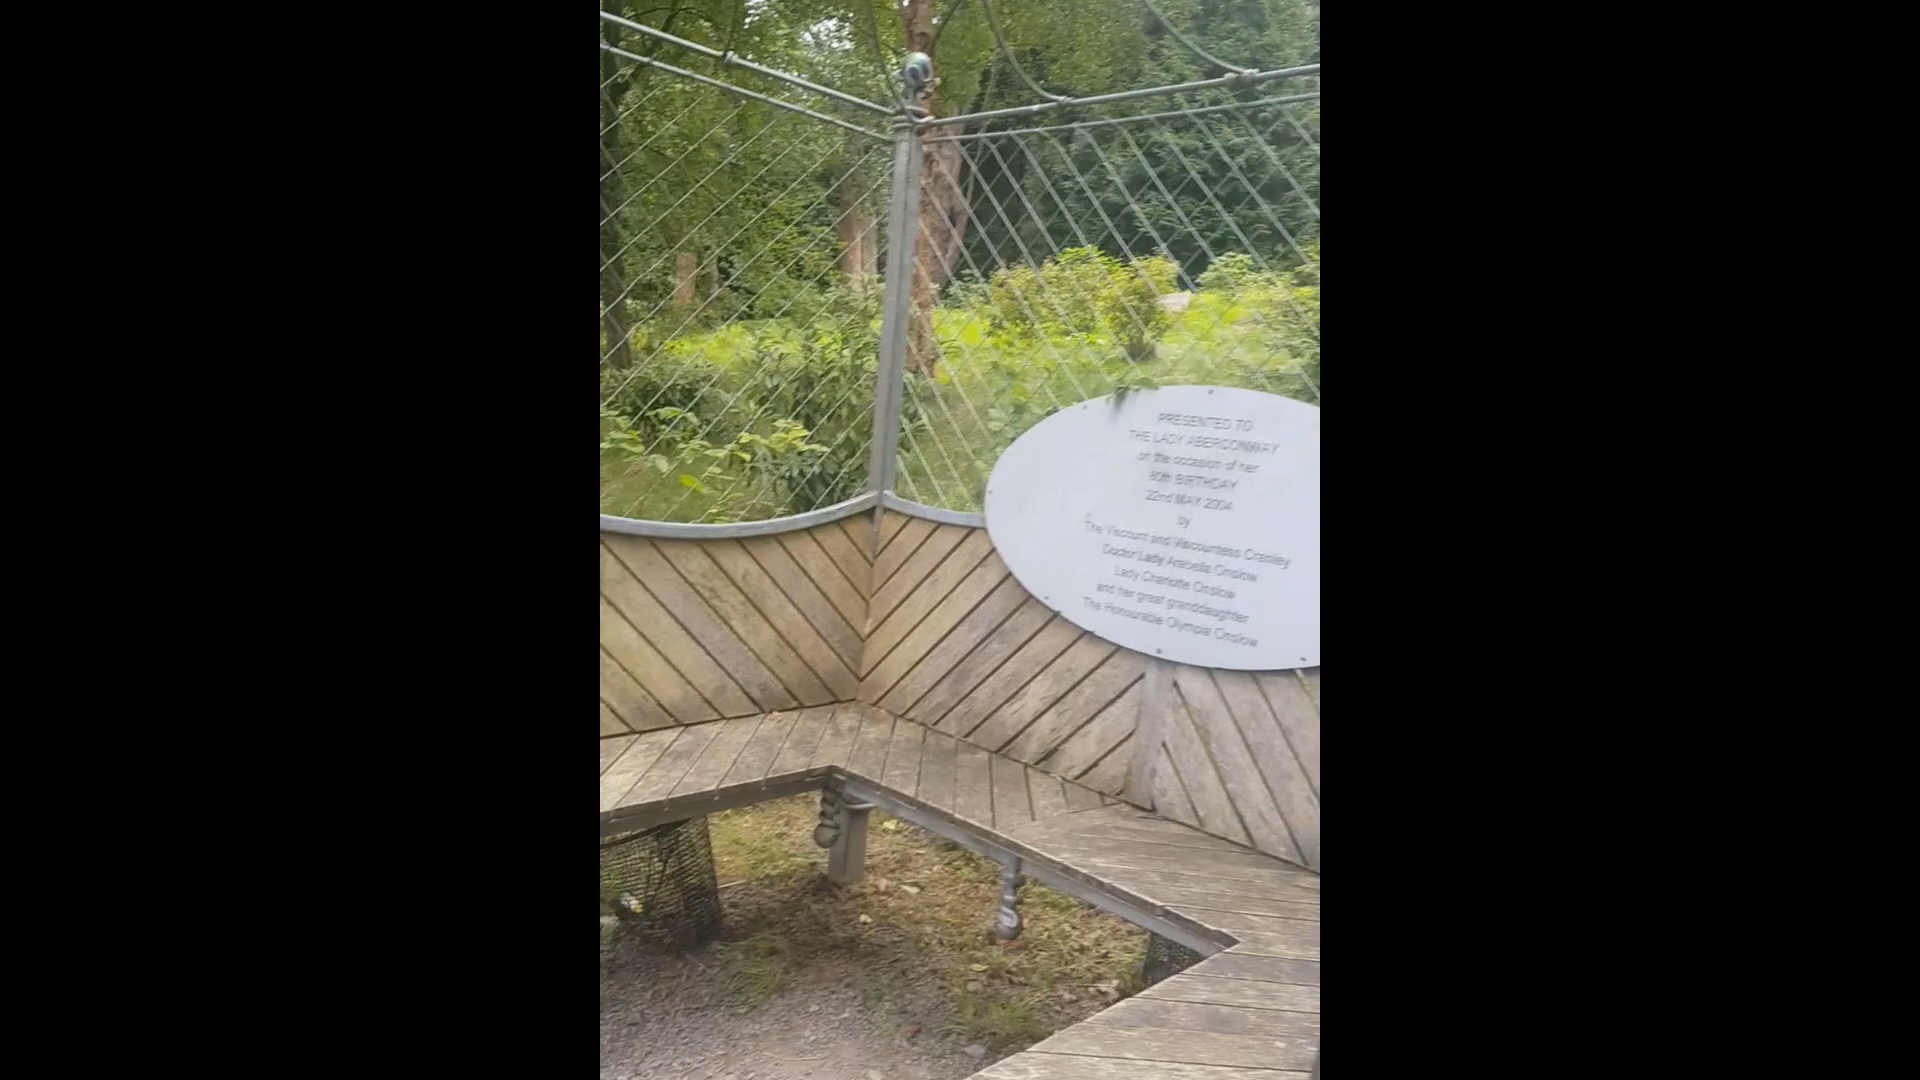 PRESENTED TO
THE LADY ABERCONWAY
on the occasion of her
80th BIRTHDAY
22nd MAY 2004
by
The Viscount and Viscountess Cranley
Doctor Lady Arabella Onslow
Lady Charlotte Onslow
and her great granddaughter
The Honourable Olympia Onslow